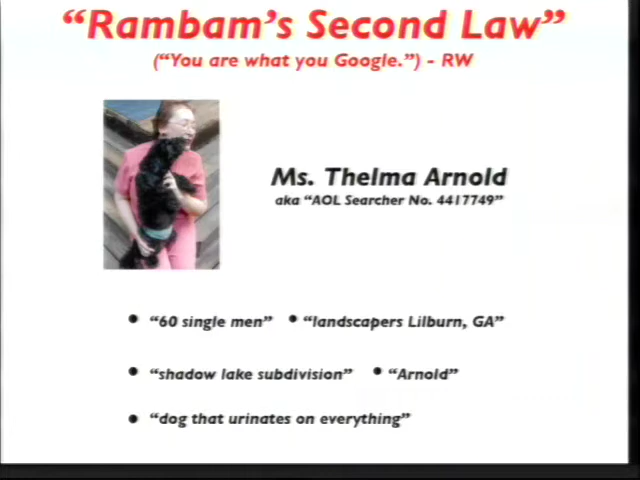 “Rambam’s Second Law”
(“You are what you Google.”) - RW
Ms. Thelma Arnold
aka “AOL Searcher No. 4417749”
• “60 single men” • “landscapers Lilburn, GA”
• “shadow lake subdivision” • “Arnold”
• “dog that urinates on everything”